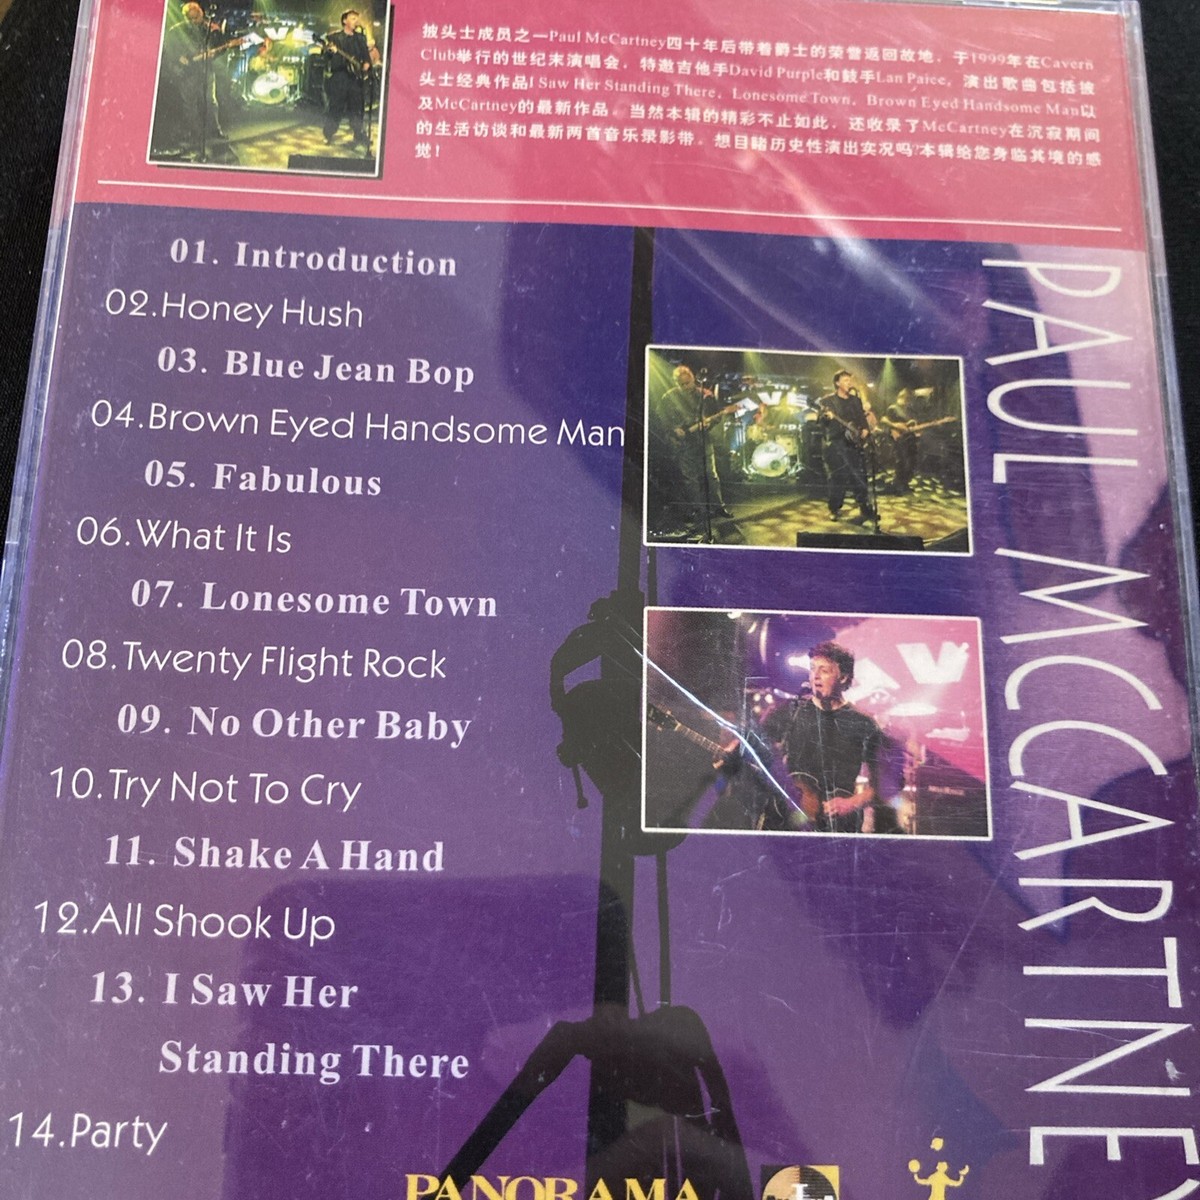 披头士成员之一Paul McCartney四十年后带着爵士的荣誉返回故地，于1999年在Cavern
Club举行的世纪末演唱会，特邀吉他手David Purple和鼓手Lan Paice，演出歌曲包括披
头士经典作品I Saw Her Standing There，Lonesome Town，Brown Eyed Handsome Man以
及McCartney的最新作品。当然本辑的精彩不止如此，还收录了McCartney在沉寂期间
的生活访谈和最新两首音乐录影带。想目睹历史性演出实况吗?本辑给您身临其境的感
觉！
01. Introduction
02.Honey Hush
03. Blue Jean Bop
04.Brown Eyed Handsome Man
05. Fabulous
06.What It Is
07. Lonesome Town
08.Twenty Flight Rock
09. No Other Baby
10.Try Not To Cry
11. Shake A Hand
12.All Shook Up
13. I Saw Her
Standing There
14.Party
PAUL MCCARTNEY
PANORAMA